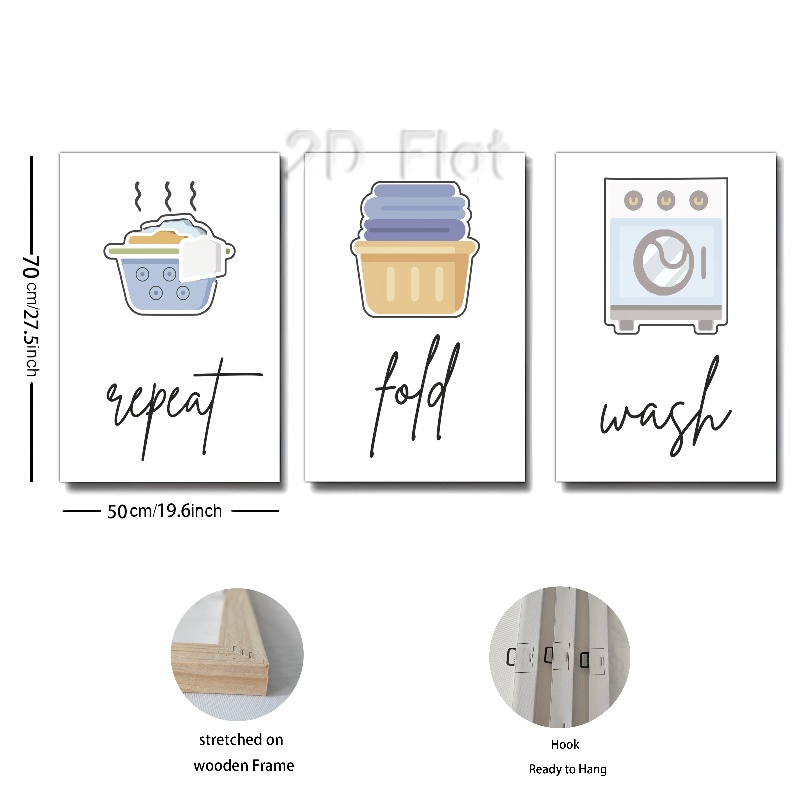 2D Flat
70 cm/27.5inch
repeat
fold
wash
50cm/19.6inch
stretched on
wooden Frame
Hook
Ready to Hang